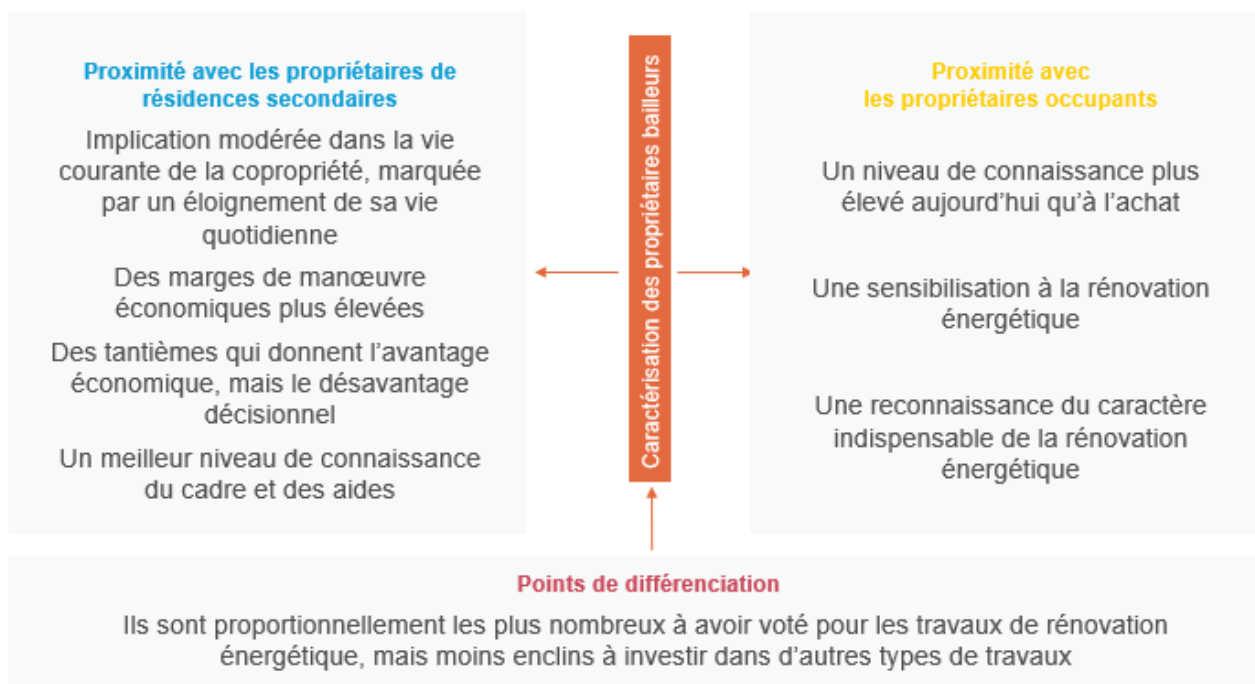 Proximité avec les propriétaires de
résidences secondaires
Implication modérée dans la vie
courante de la copropriété, marquée
par un éloignement de sa vie
quotidienne
Des marges de manœuvre
économiques plus élevées
Des tantièmes qui donnent l’avantage
économique, mais le désavantage
décisionnel
Un meilleur niveau de connaissance
du cadre et des aides
Caractérisation des propriétaires bailleurs
Proximité avec
les propriétaires occupants
Un niveau de connaissance plus
élevé aujourd’hui qu’à l’achat
Une sensibilisation à la rénovation
énergétique
Une reconnaissance du caractère
indispensable de la rénovation
énergétique
Points de différenciation
Ils sont proportionnellement les plus nombreux à avoir voté pour les travaux de rénovation
énergétique, mais moins enclins à investir dans d’autres types de travaux